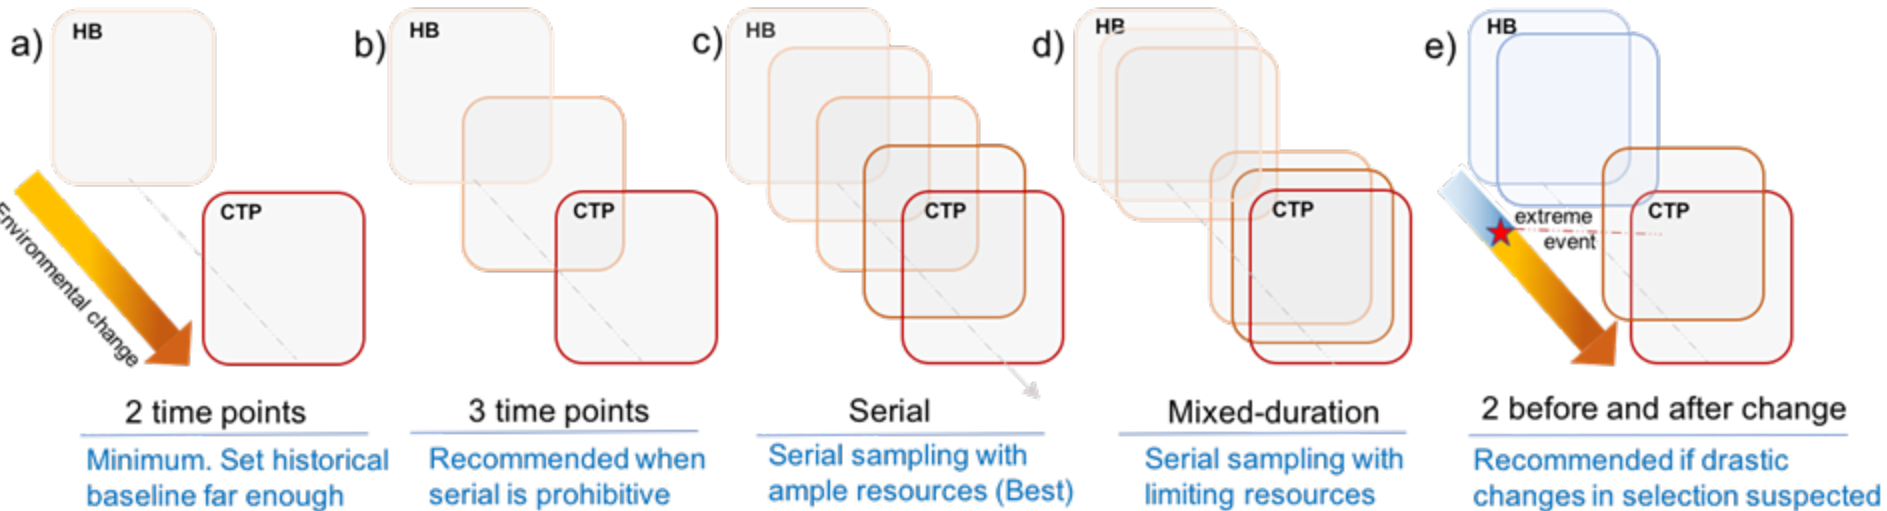 a)
HB
CTP
Environmental change
2 time points
Minimum. Set historical
baseline far enough
b)
HB
CTP
3 time points
Recommended when
serial is prohibitive
c)
HB
CTP
Serial
Serial sampling with
ample resources (Best)
d)
HB
CTP
Mixed-duration
Serial sampling with
limiting resources
e)
HB
CTP
extreme
event
2 before and after change
Recommended if drastic
changes in selection suspected